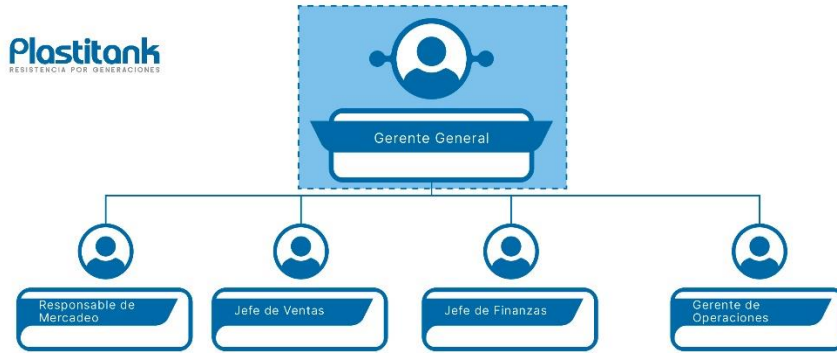 Plastitank
RESISTENCIA POR GENERACIONES
Gerente General
Responsable de
Mercadeo
Jefe de Ventas
Jefe de Finanzas
Gerente de
Operaciones